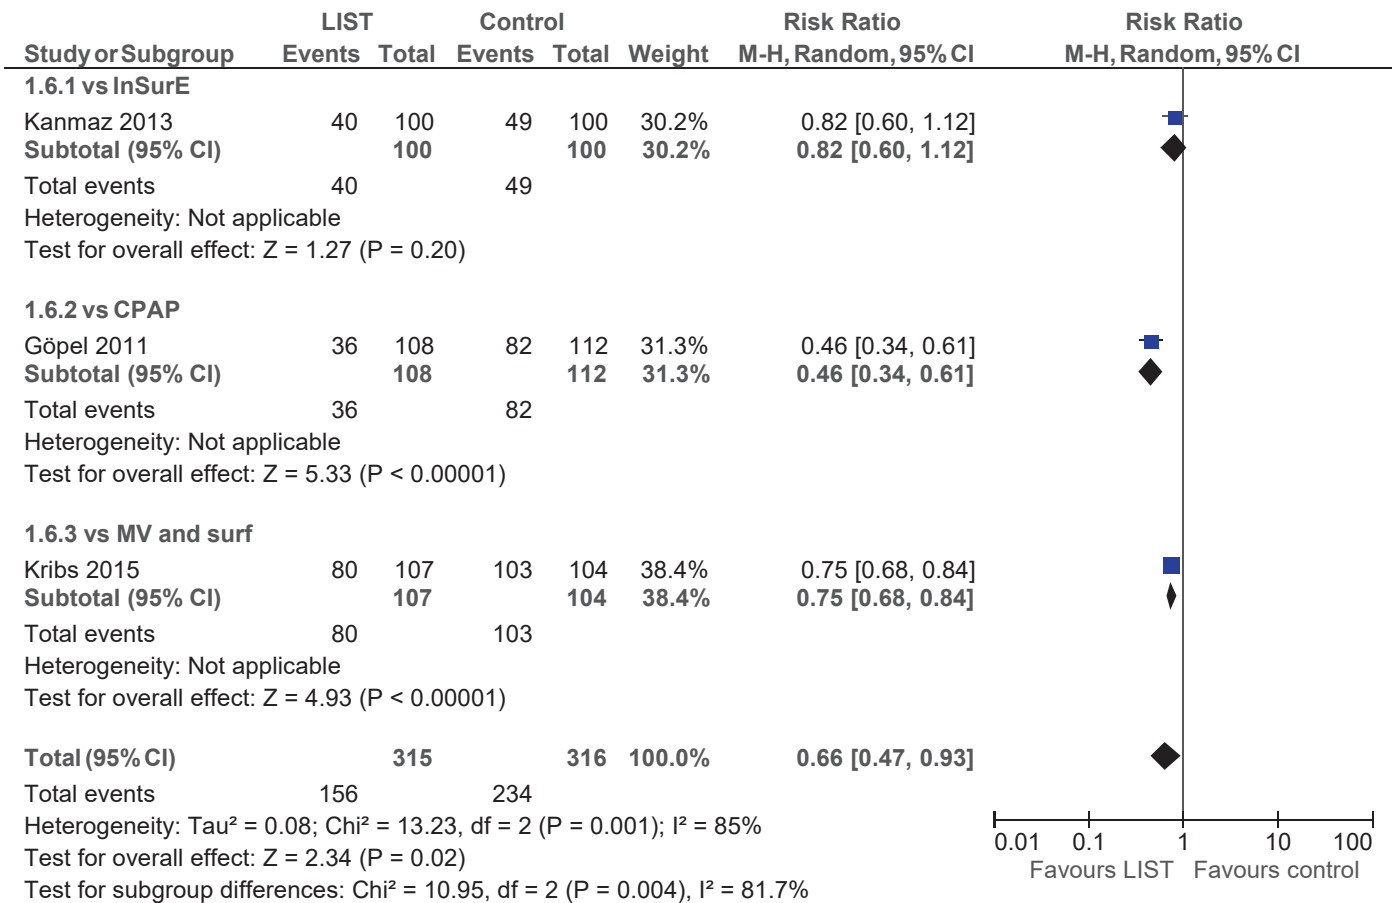 LIST Control Risk Ratio Risk Ratio
Study or Subgroup Events Total Events Total Weight M-H, Random, 95% CI M-H, Random, 95% CI
1.6.1 vs InSurE
Kanmaz 2013 40 100 49 100 30.2% 0.82 [0.60, 1.12]
Subtotal (95% CI) 100 100 30.2% 0.82 [0.60, 1.12]
Total events 40 49
Heterogeneity: Not applicable
Test for overall effect: Z = 1.27 (P = 0.20)
1.6.2 vs CPAP
Göpel 2011 36 108 82 112 31.3% 0.46 [0.34, 0.61]
Subtotal (95% CI) 108 112 31.3% 0.46 [0.34, 0.61]
Total events 36 82
Heterogeneity: Not applicable
Test for overall effect: Z = 5.33 (P < 0.00001)
1.6.3 vs MV and surf
Kribs 2015 80 107 103 104 38.4% 0.75 [0.68, 0.84]
Subtotal (95% CI) 107 104 38.4% 0.75 [0.68, 0.84]
Total events 80 103
Heterogeneity: Not applicable
Test for overall effect: Z = 4.93 (P < 0.00001)
Total (95% CI) 315 316 100.0% 0.66 [0.47, 0.93]
Total events 156 234
Heterogeneity: Tau² = 0.08; Chi² = 13.23, df = 2 (P = 0.001); I² = 85%
Test for overall effect: Z = 2.34 (P = 0.02)
Test for subgroup differences: Chi² = 10.95, df = 2 (P = 0.004), I² = 81.7%
0.01 0.1 1 10 100
Favours LIST Favours control